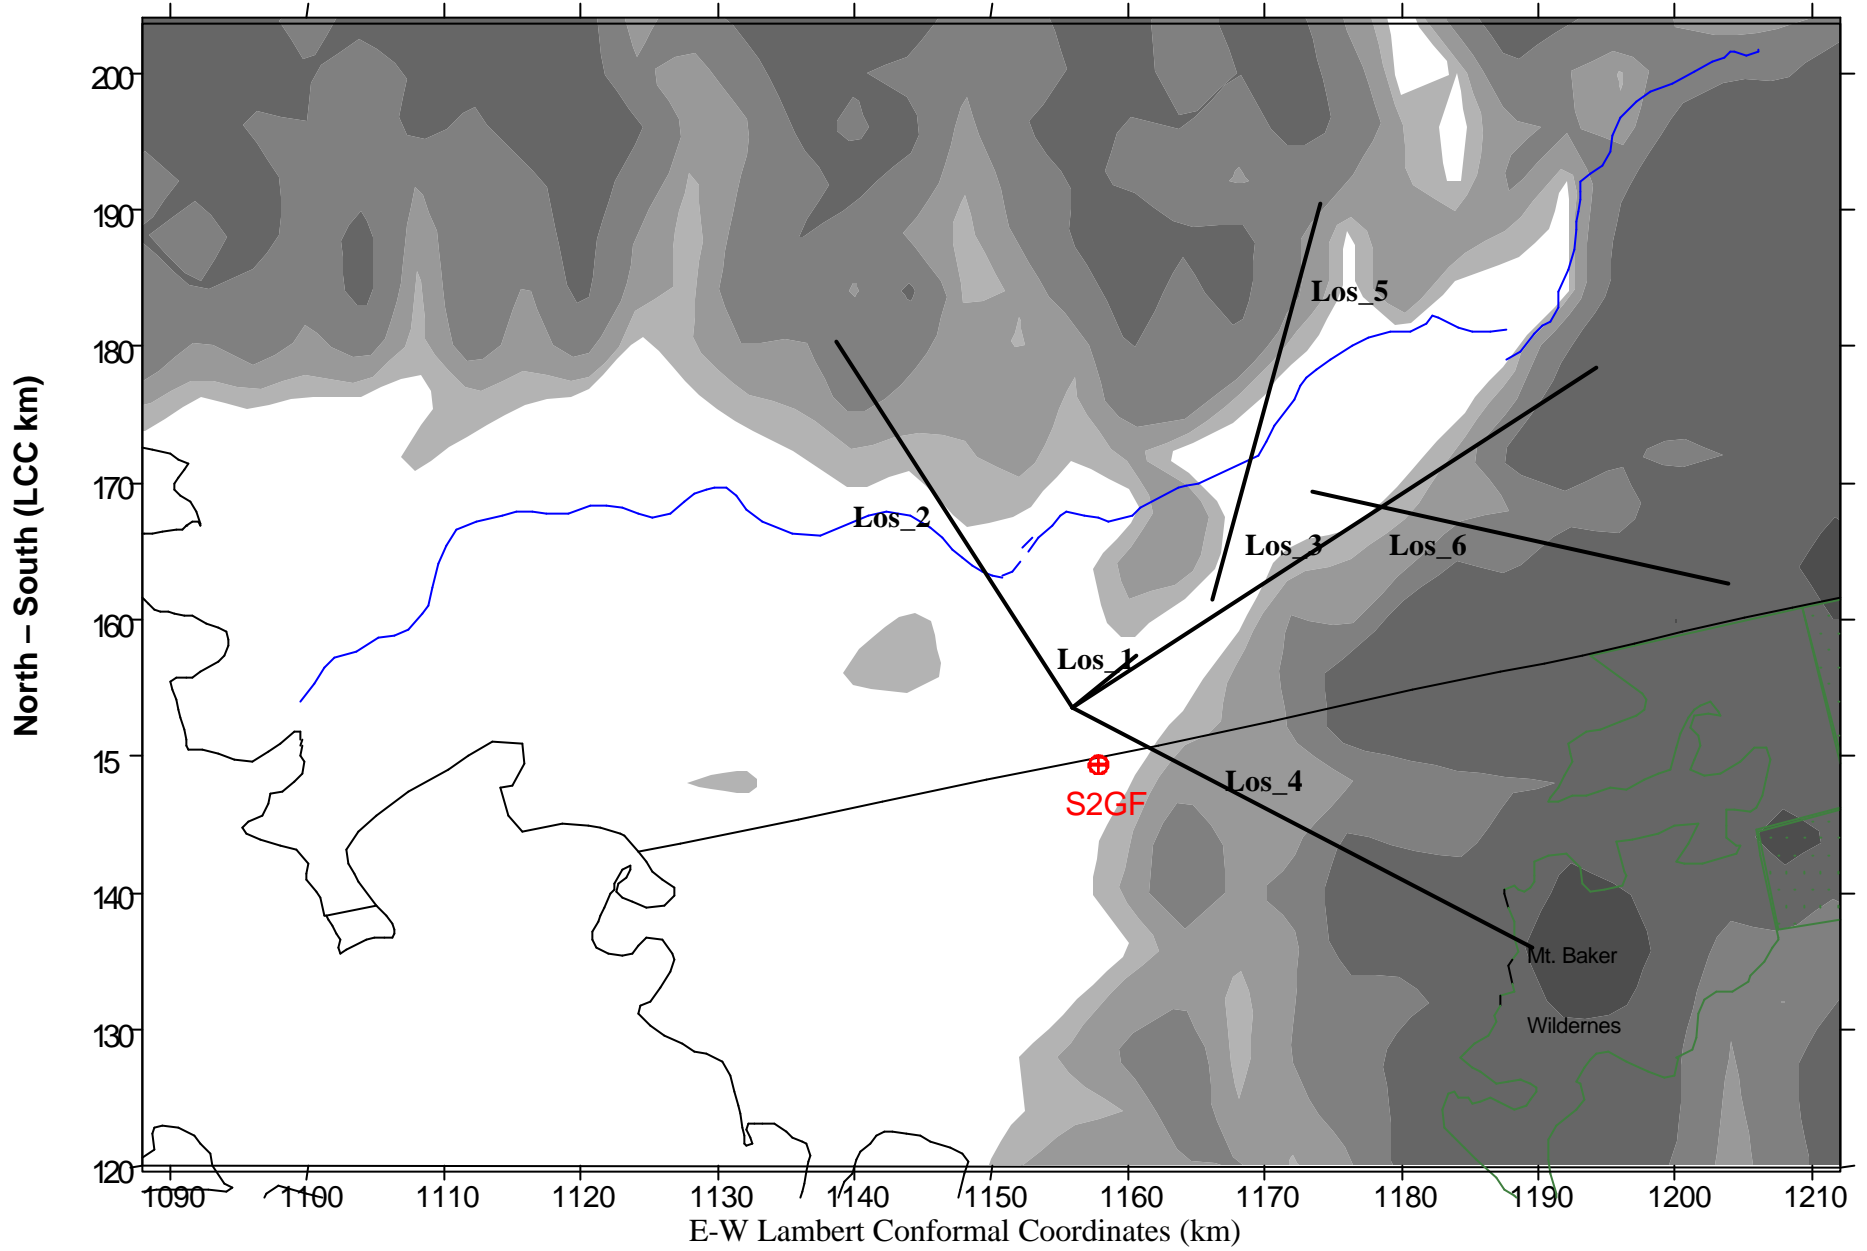 200
190
180
170
160
15
140
130
120
North – South (LCC km)
Los_5
Los_2
Los_3
Los_6
Los_1
Los_4
S2GF
Mt. Baker
Wildernes
1090
1100
1110
1120
1130
1140
1150
1160
1170
1180
1190
1200
1210
E-W Lambert Conformal Coordinates (km)